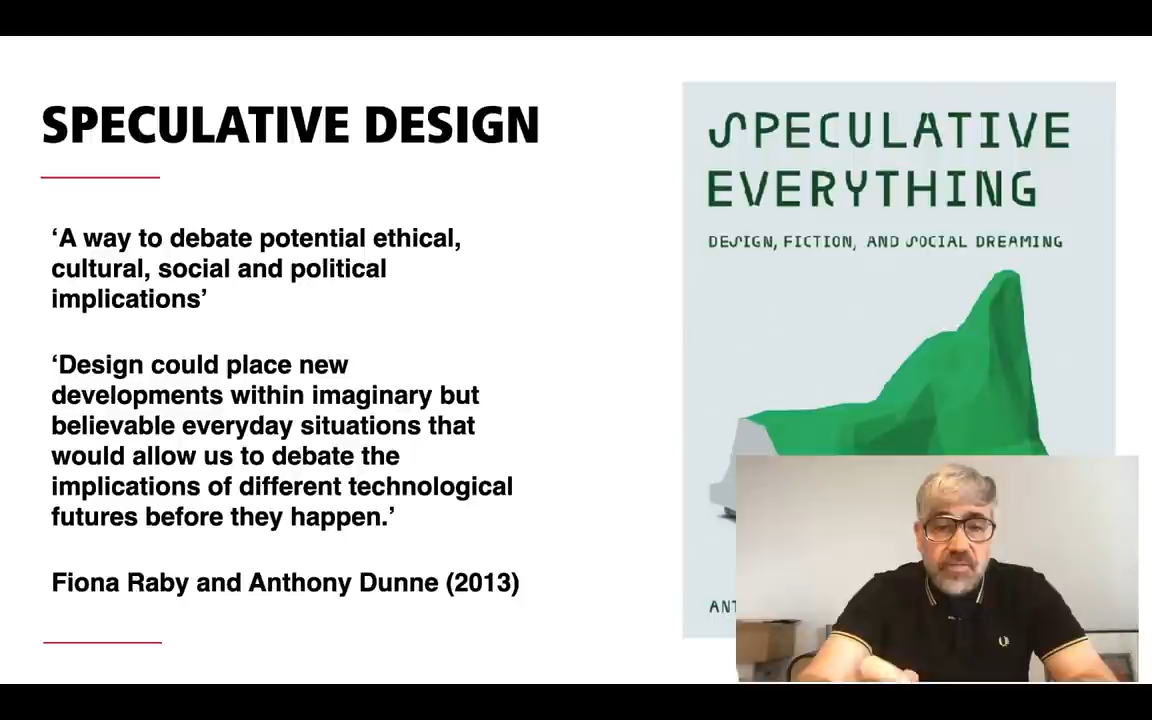 SPECULATIVE DESIGN
‘A way to debate potential ethical,
cultural, social and political
implications’
‘Design could place new
developments within imaginary but
believable everyday situations that
would allow us to debate the
implications of different technological
futures before they happen.’
Fiona Raby and Anthony Dunne (2013)
SPECULATIVE
EVERYTHING
DESIGN, FICTION, AND SOCIAL DREAMING
ANT